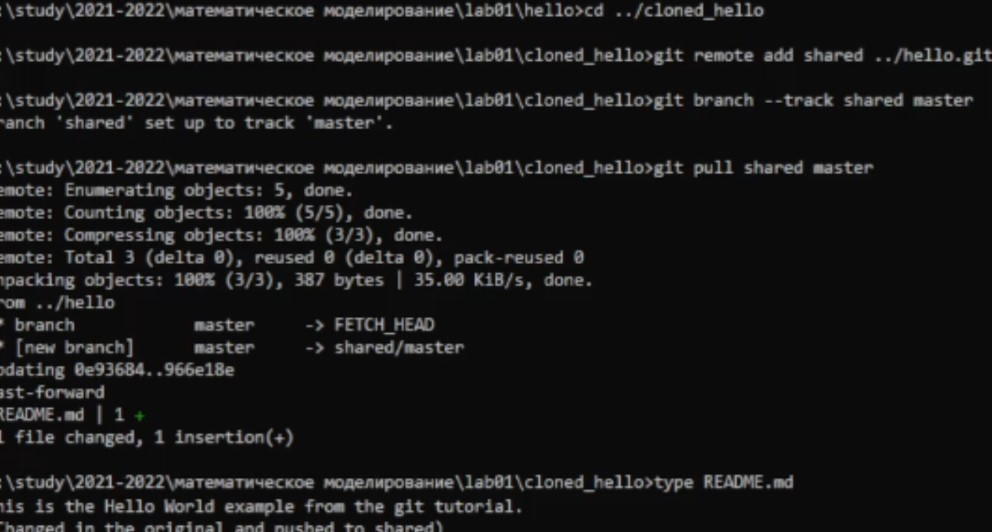 :\study\2021-2022\математическое моделирование\lab01\hello>cd ../cloned_hello
:\study\2021-2022\математическое моделирование\lab01\cloned_hello>git remote add shared ../hello.git
:\study\2021-2022\математическое моделирование\lab01\cloned_hello>git branch --track shared master
ranch 'shared' set up to track 'master'.
:\study\2021-2022\математическое моделирование\lab01\cloned_hello>git pull shared master
emote: Enumerating objects: 5, done.
emote: Counting objects: 100% (5/5), done.
emote: Compressing objects: 100% (3/3), done.
emote: Total 3 (delta 0), reused 0 (delta 0), pack-reused 0
npacking objects: 100% (3/3), 387 bytes | 35.00 KiB/s, done.
rom ../hello
* branch master -> FETCH_HEAD
* [new branch] master -> shared/master
pdating 0e93684..966e18e
ast-forward
README.md | 1 +
1 file changed, 1 insertion(+)
:\study\2021-2022\математическое моделирование\lab01\cloned_hello>type README.md
his is the Hello World example from the git tutorial.
Changed in the original and pushed to shared)